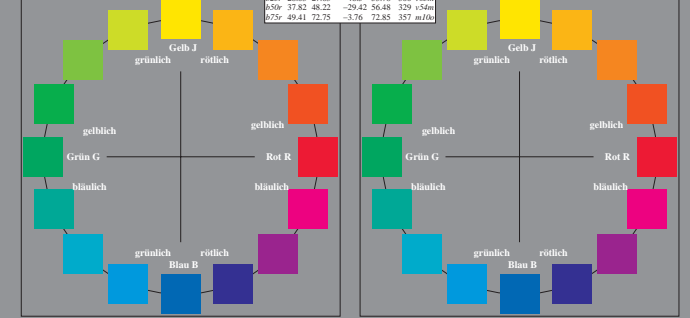 b50r 37.82 48.22 −29.42 56.48 329 v54m
b75r 49.41 72.75 −3.76 72.85 357 m10o
Gelb J
grünlich rötlich
gelblich
gelblich
Grün G
Rot R
bläulich
bläulich
grünlich rötlich
Blau B
Gelb J
grünlich rötlich
gelblich
gelblich
Grün G
Rot R
bläulich
bläulich
grünlich rötlich
Blau B